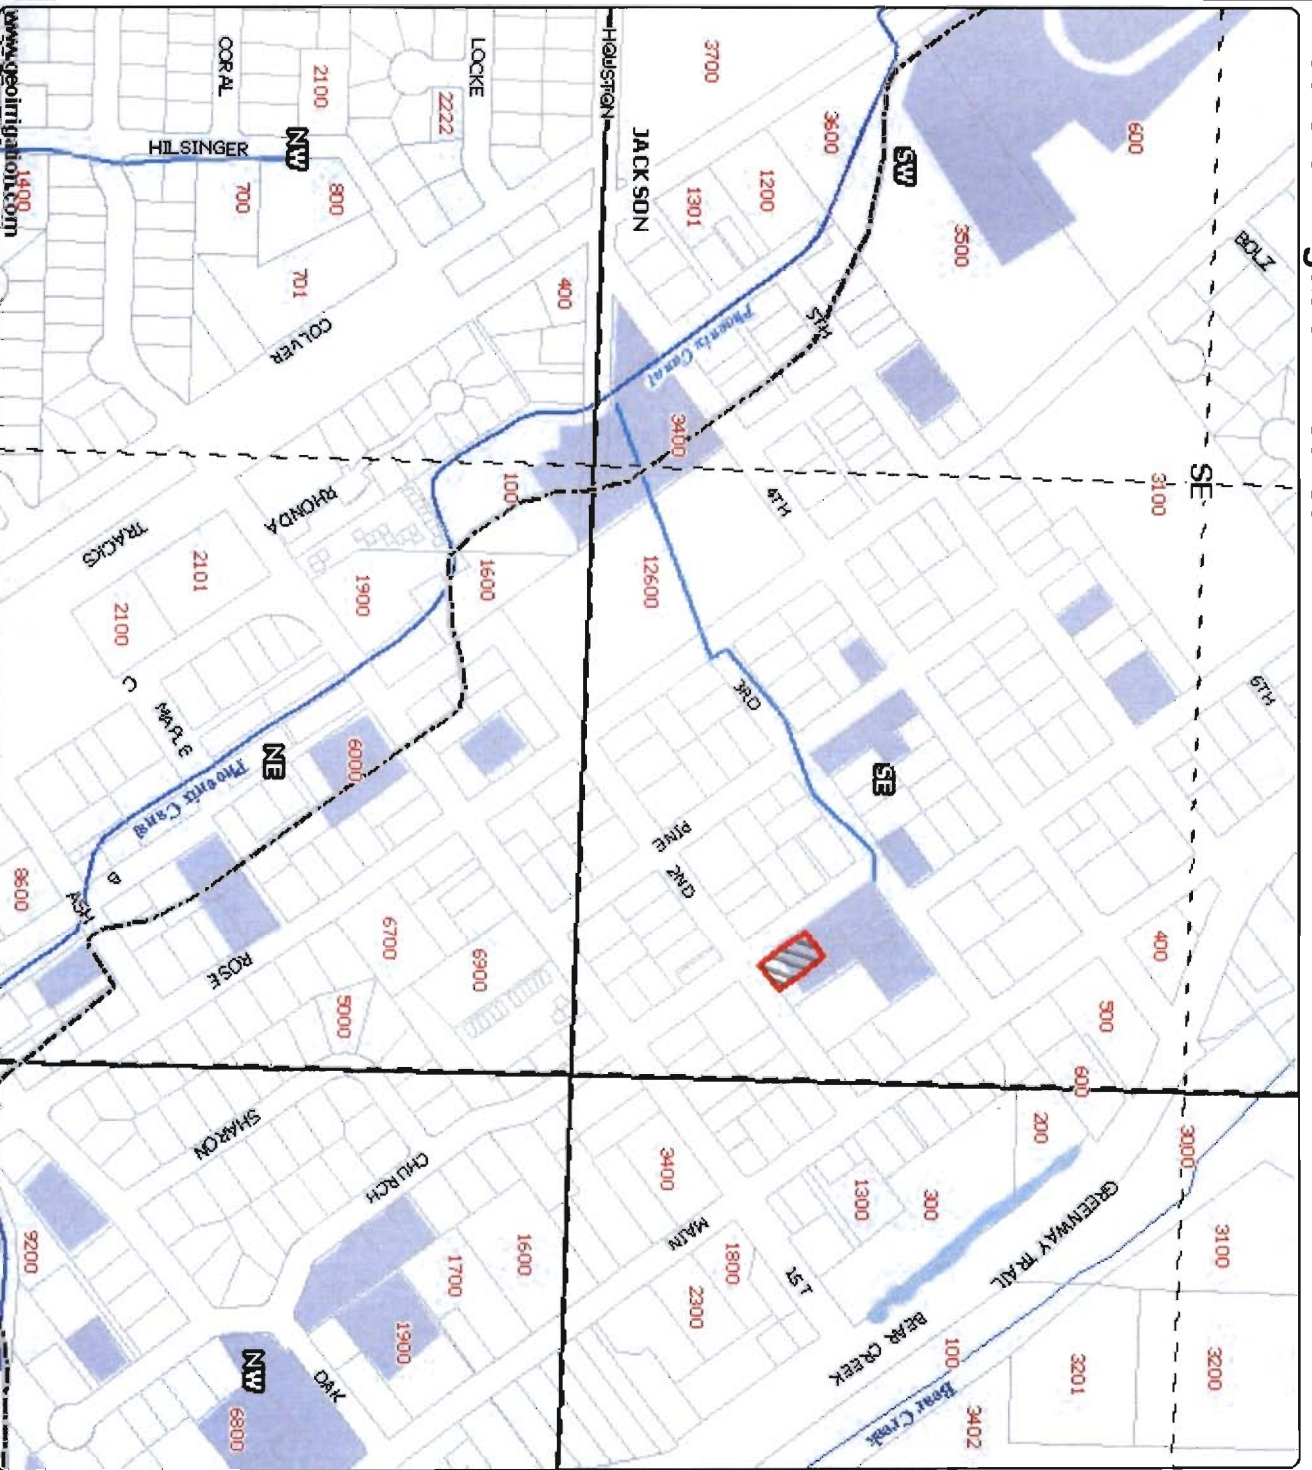 BOLZ
600
SW
3500
3700
3600
HOUSTON
JACKSON
1200
1301
LOCKE
CORAL
2222
2100
NW
HILSINGER
800
700
701
1400
www.geoirrigation.com
COLVER
400
5TH
Phoenix Canal
SE
3100
3400
4TH
100
RHONDA
TRACKS
12600
1600
1900
2101
2100
6TH
3RD
SE
C
MAPLE
NE
6000
Phoenix Canal
PINE
2ND
B
ASH
8600
400
500
600
6700
6900
ROSE
5000
200
3000
GREENWAY TRAIL
3100
3200
3201
300
1300
3400
MAIN
1800
2300
1ST
BEAR CREEK
100
Bear Creek
3402
SHARON
CHURCH
1600
1700
1900
OAK
NW
6800
9200